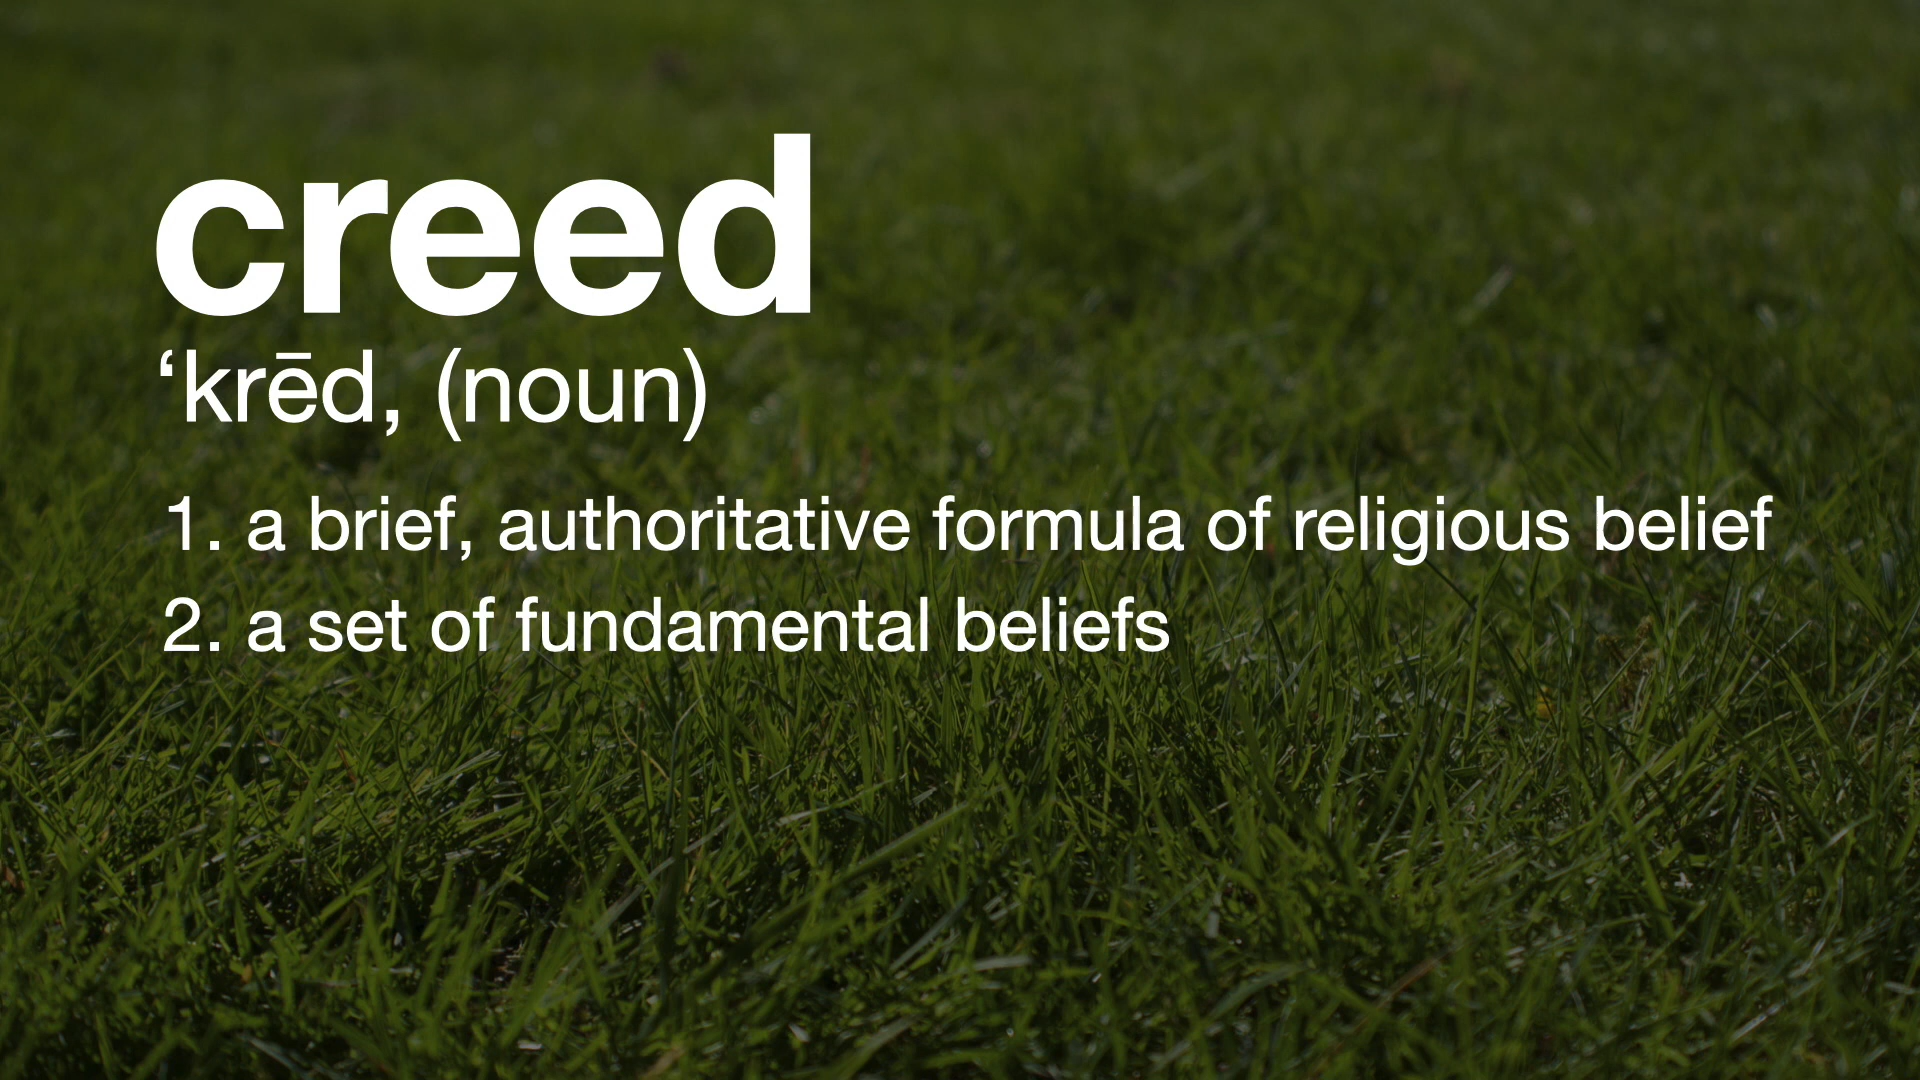 creed
‘krēd, (noun)
1. a brief, authoritative formula of religious belief
2. a set of fundamental beliefs